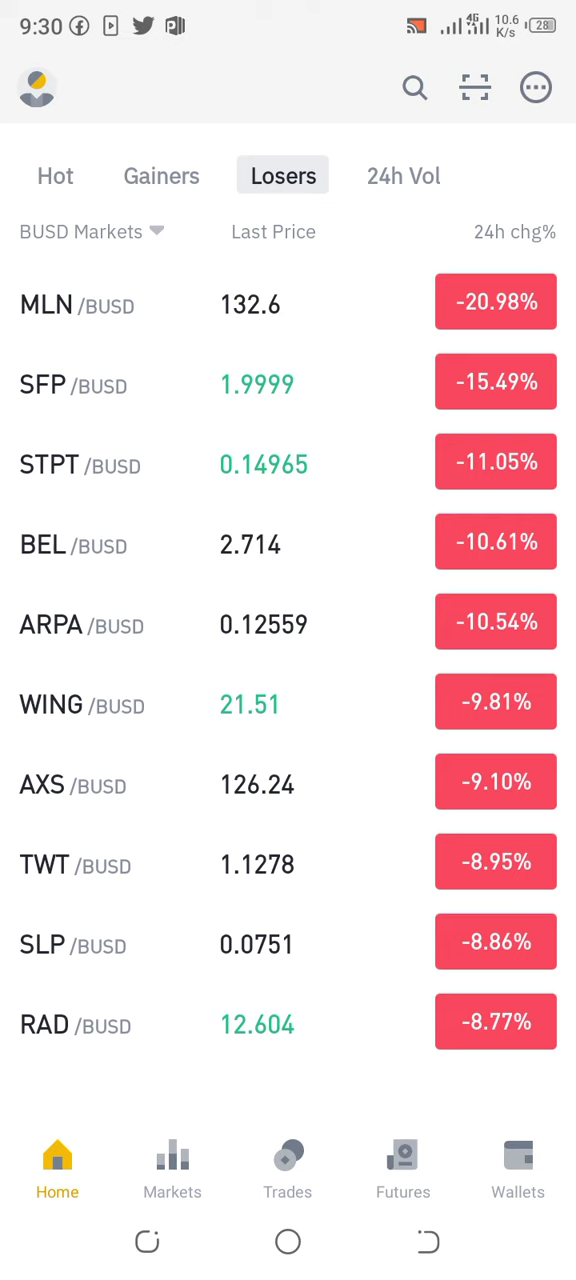 9:30 4G 10.6 K/s 28
Hot Gainers Losers 24h Vol
BUSD Markets Last Price 24h chg%
MLN /BUSD 132.6 -20.98%
SFP /BUSD 1.9999 -15.49%
STPT /BUSD 0.14965 -11.05%
BEL /BUSD 2.714 -10.61%
ARPA /BUSD 0.12559 -10.54%
WING /BUSD 21.51 -9.81%
AXS /BUSD 126.24 -9.10%
TWT /BUSD 1.1278 -8.95%
SLP /BUSD 0.0751 -8.86%
RAD /BUSD 12.604 -8.77%
Home Markets Trades Futures Wallets